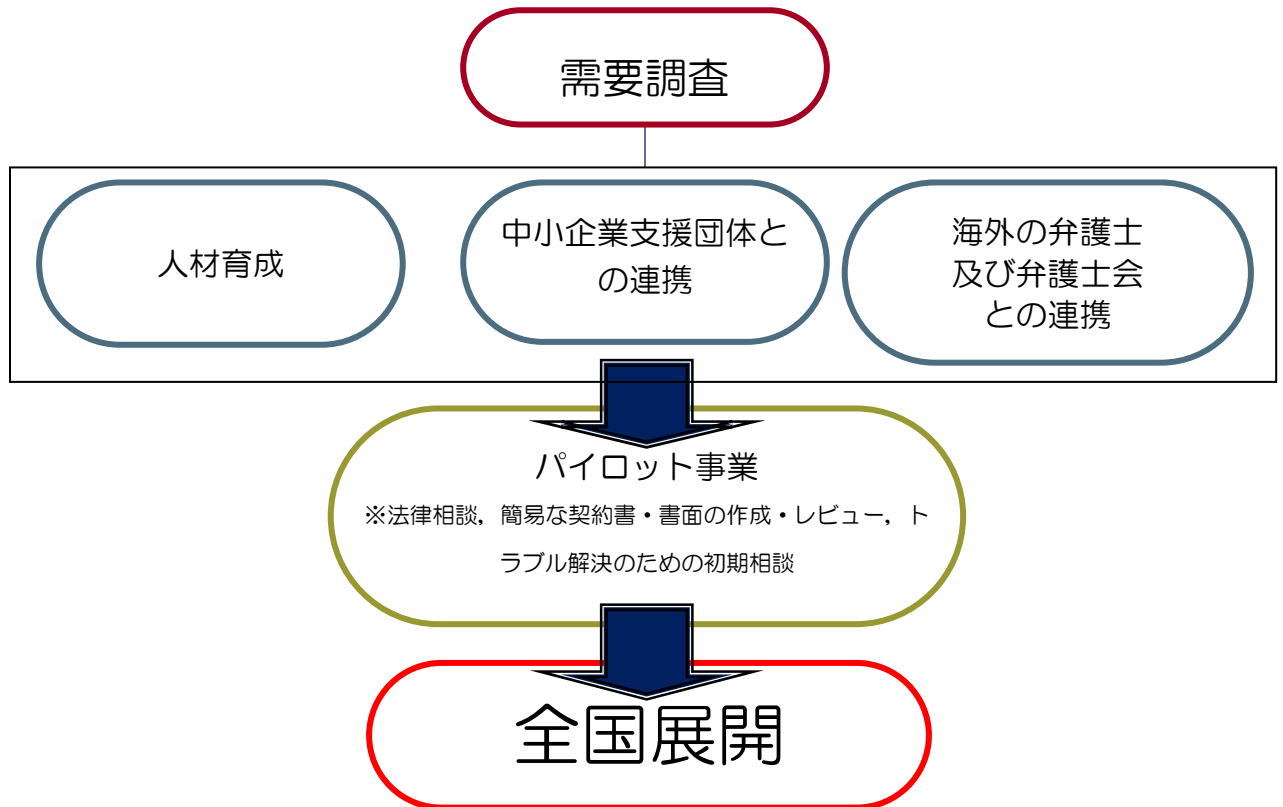 需要調査
人材育成
中小企業支援団体と
の連携
海外の弁護士
及び弁護士会
との連携
パイロット事業
※法律相談，簡易な契約書・書面の作成・レビュー，ト
ラブル解決のための初期相談
全国展開